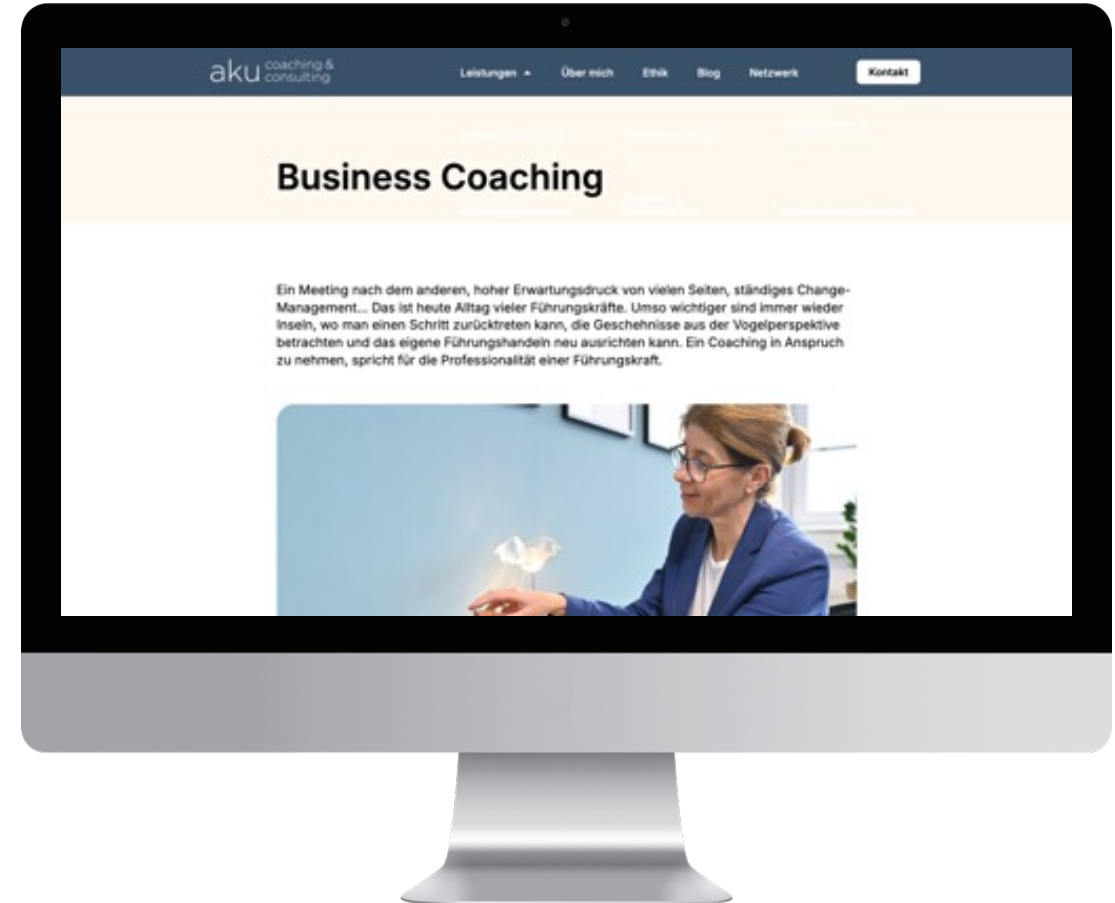 aku coaching &
consulting
Leistungen Über mich Ethik Blog Netzwerk Kontakt
Business Coaching
Ein Meeting nach dem anderen, hoher Erwartungsdruck von vielen Seiten, ständiges Change-
Management... Das ist heute Alltag vieler Führungskräfte. Umso wichtiger sind immer wieder
Inseln, wo man einen Schritt zurücktreten kann, die Geschehnisse aus der Vogelperspektive
betrachten und das eigene Führungshandeln neu ausrichten kann. Ein Coaching in Anspruch
zu nehmen, spricht für die Professionalität einer Führungskraft.